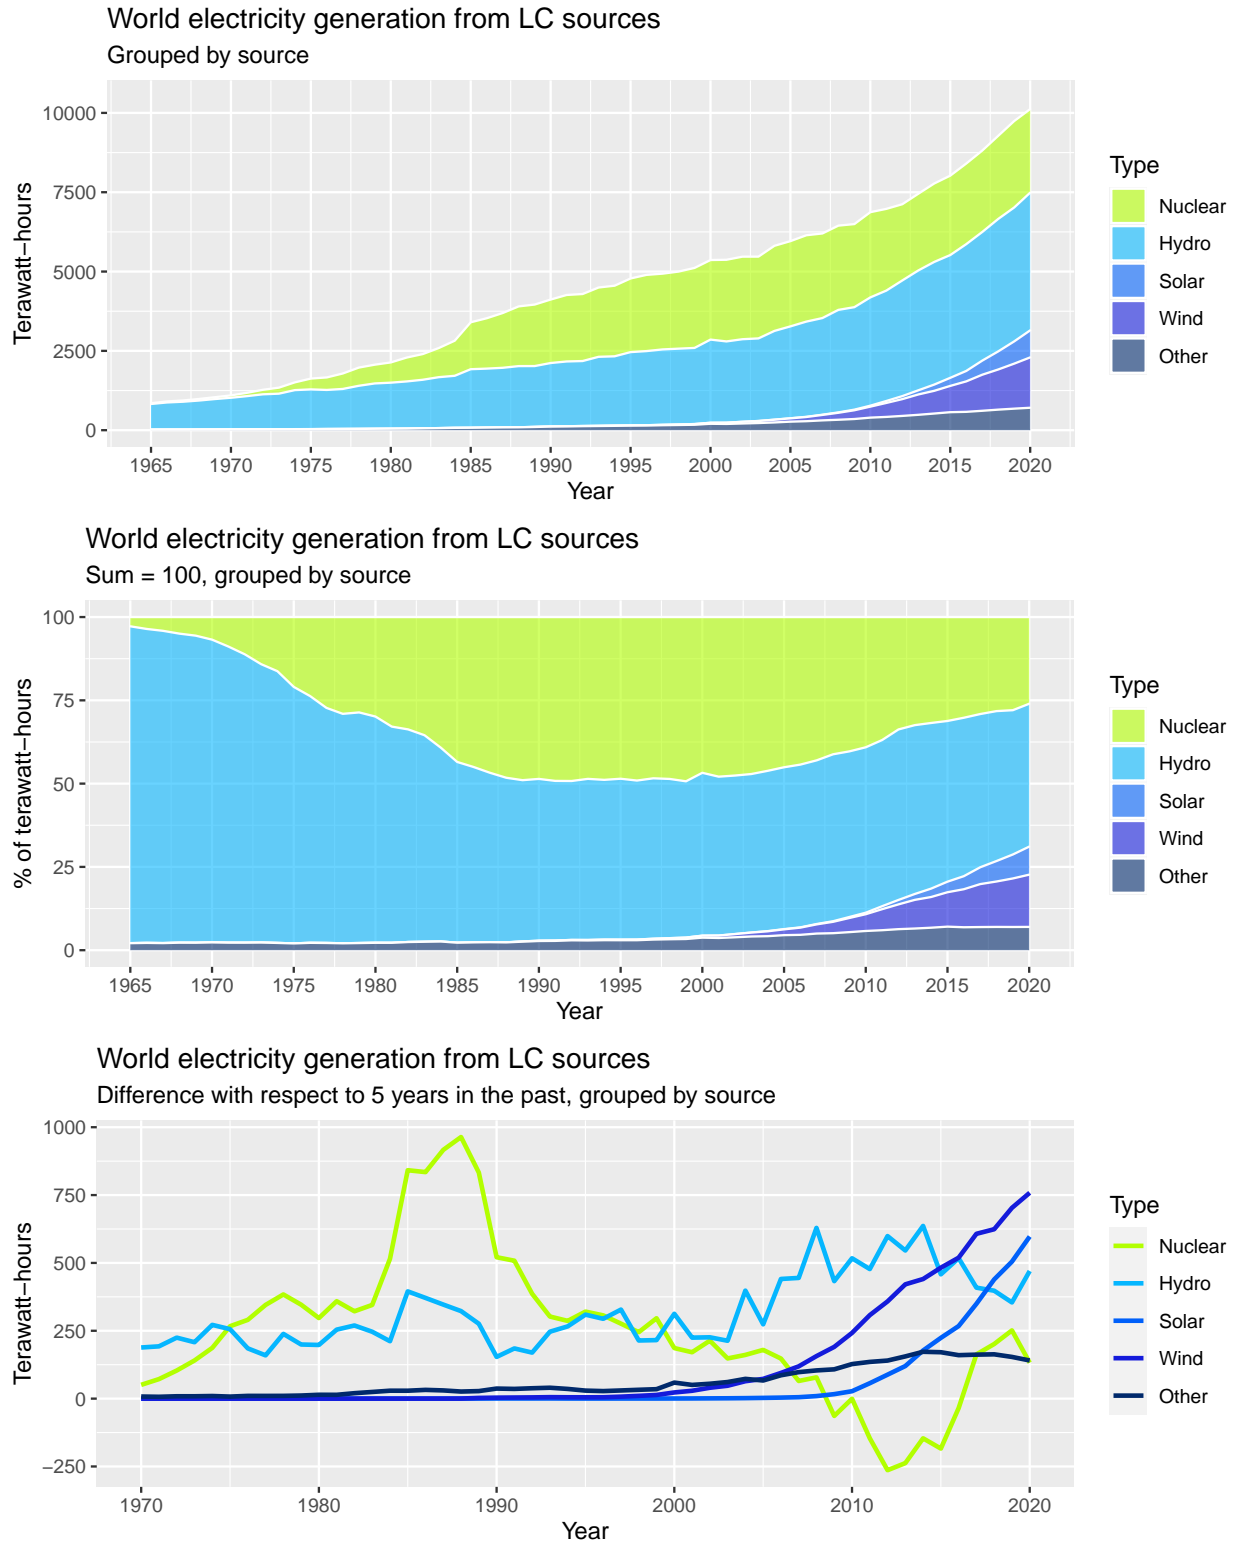 World electricity generation from LC sources
Grouped by source
10000
7500
5000
2500
0
Terawatt−hours
1965 1970 1975 1980 1985 1990 1995 2000 2005 2010 2015 2020
Year
Type
Nuclear
Hydro
Solar
Wind
Other
World electricity generation from LC sources
Sum = 100, grouped by source
100
75
50
25
0
% of terawatt−hours
1965 1970 1975 1980 1985 1990 1995 2000 2005 2010 2015 2020
Year
Type
Nuclear
Hydro
Solar
Wind
Other
World electricity generation from LC sources
Difference with respect to 5 years in the past, grouped by source
1000
750
500
250
0
−250
Terawatt−hours
1970 1980 1990 2000 2010 2020
Year
Type
Nuclear
Hydro
Solar
Wind
Other